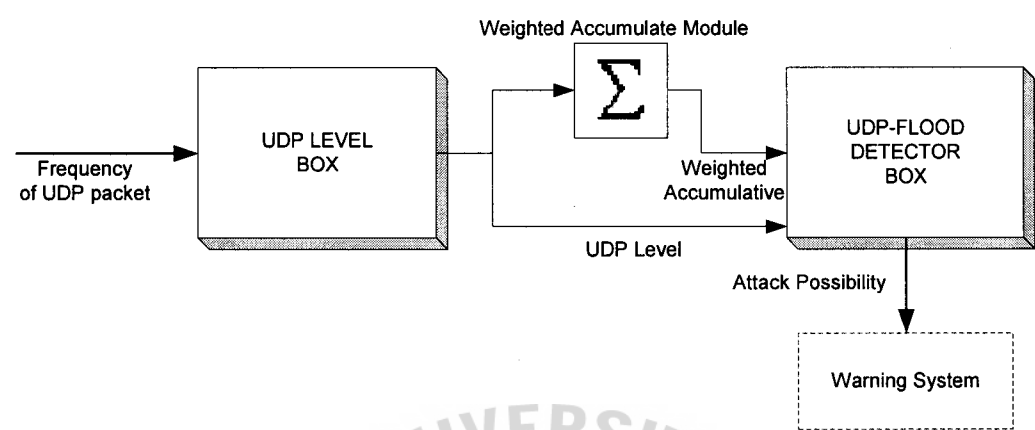 Weighted Accumulate Module
Σ
UDP LEVEL
BOX
UDP-FLOOD
DETECTOR
BOX
Frequency
of UDP packet
Weighted
Accumulative
UDP Level
Attack Possibility
Warning System